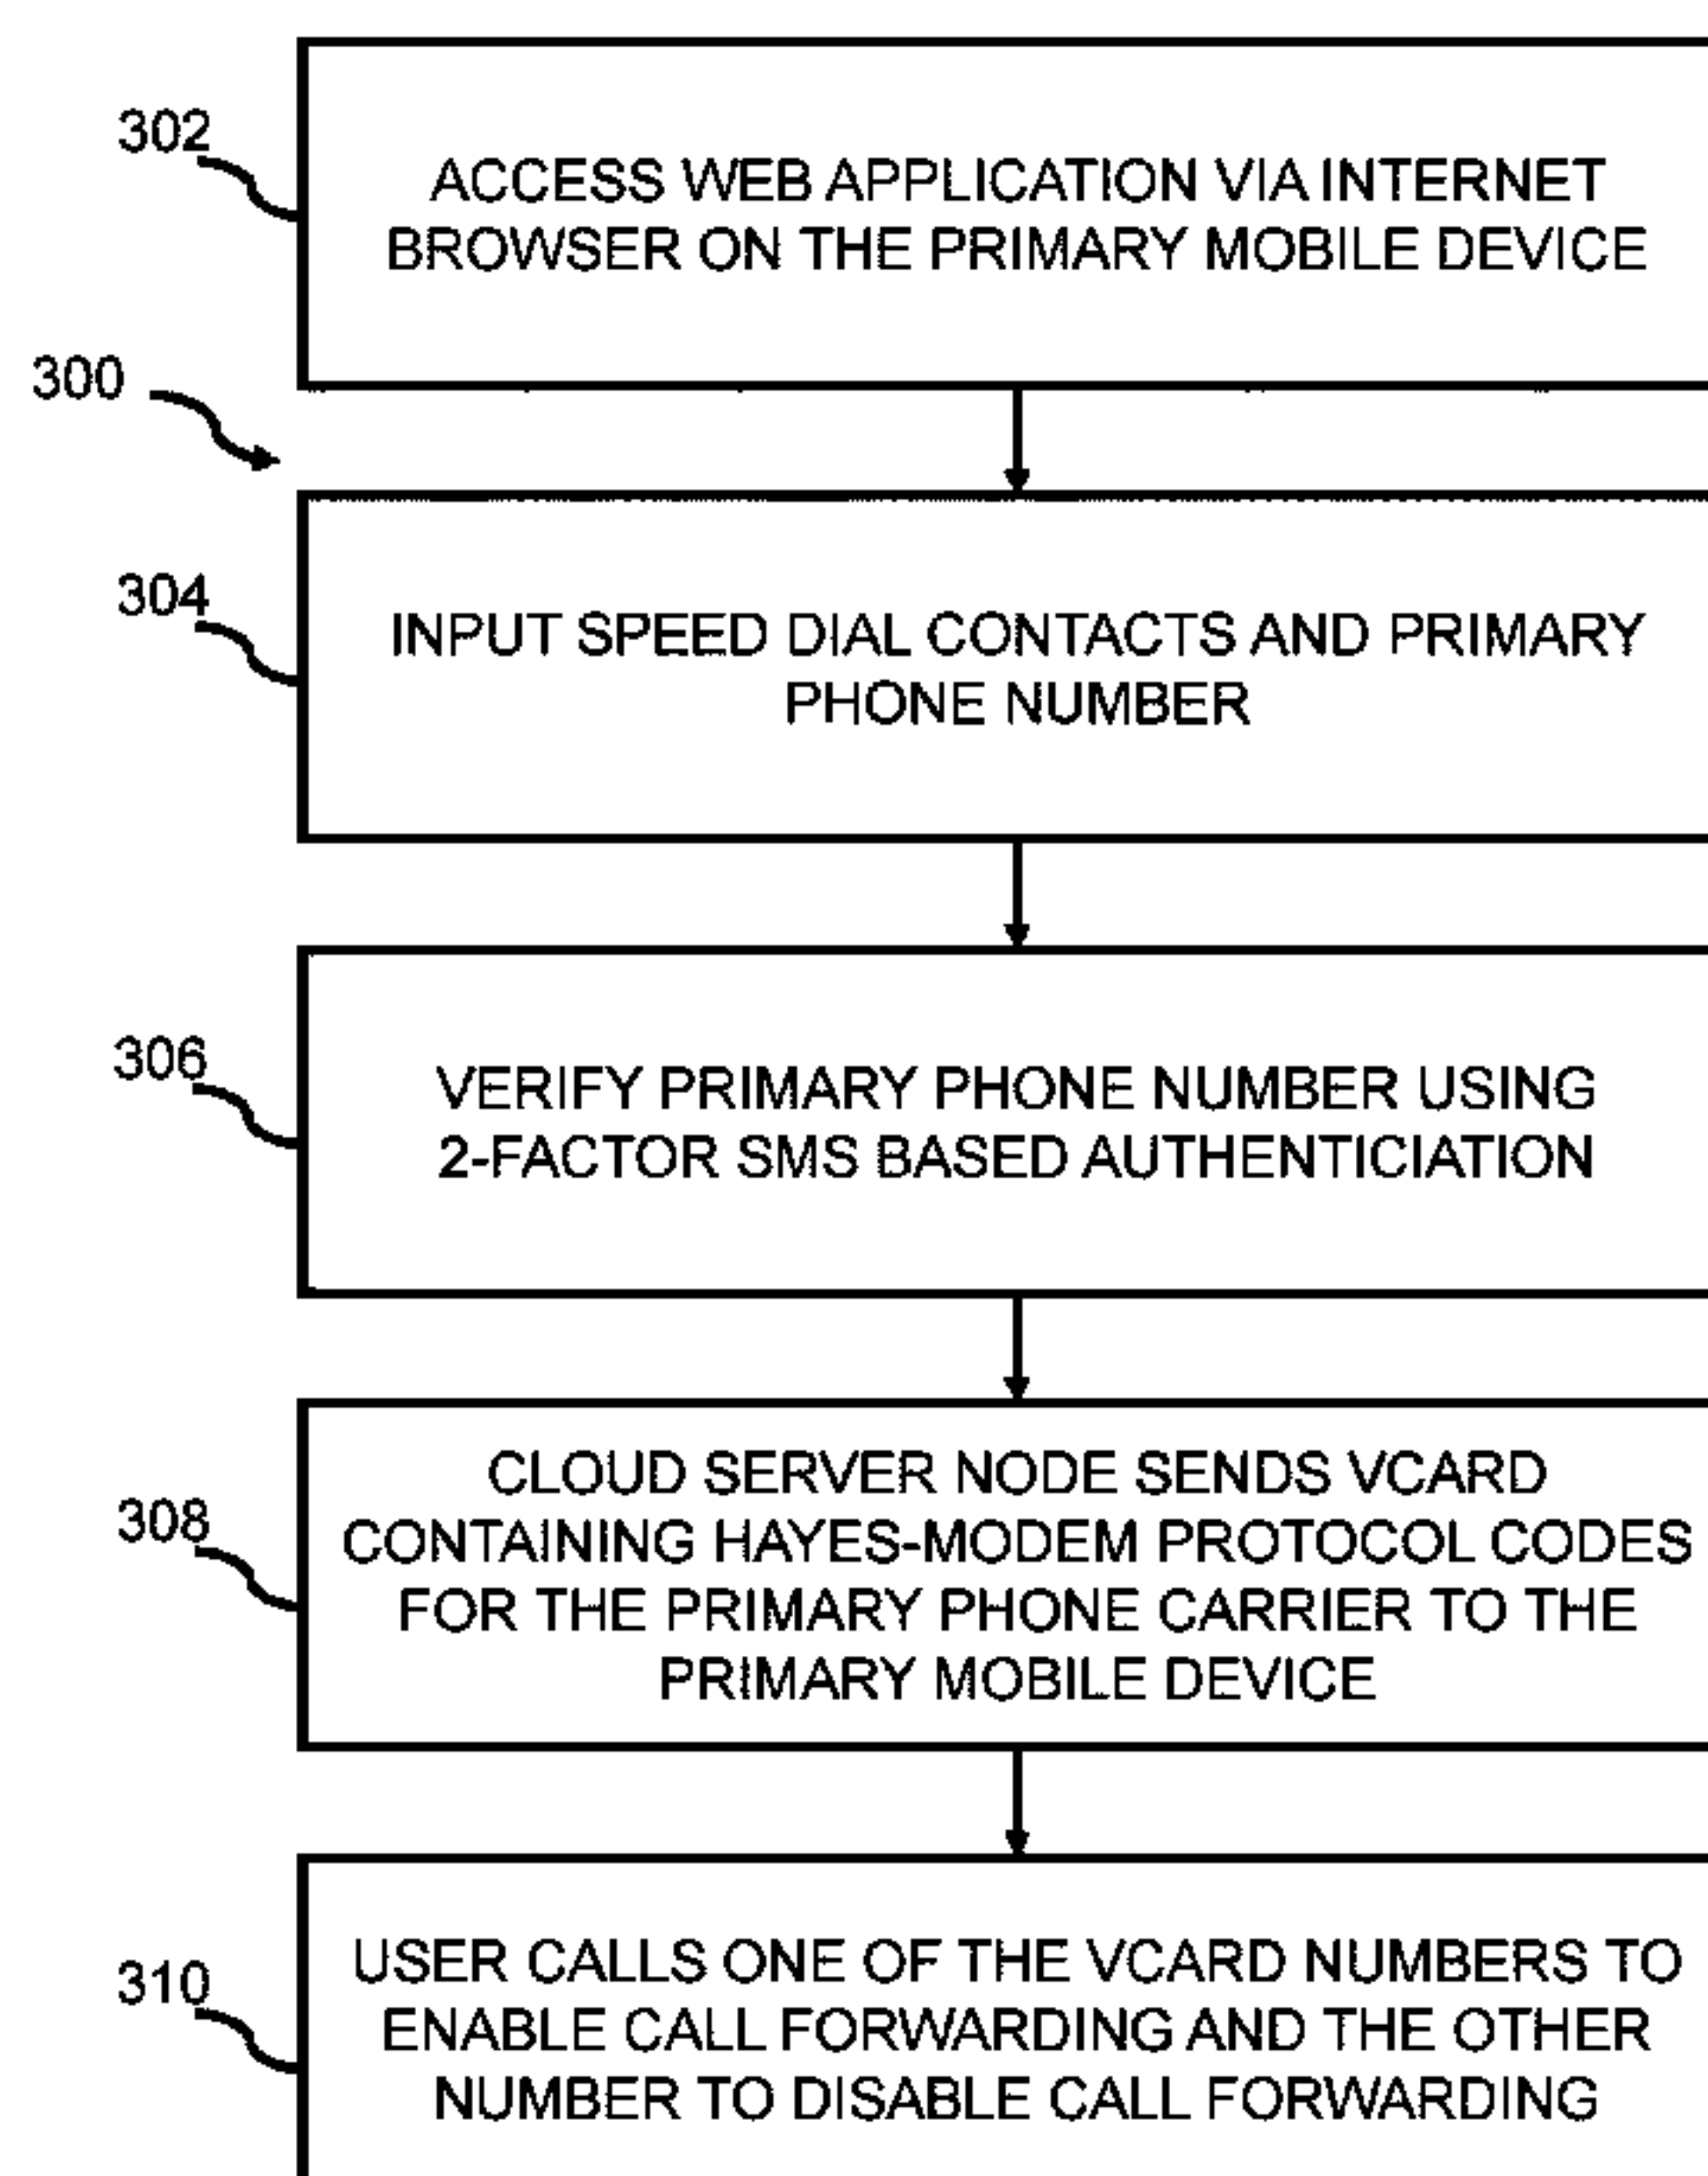 302
ACCESS WEB APPLICATION VIA INTERNET
BROWSER ON THE PRIMARY MOBILE DEVICE
300
304
INPUT SPEED DIAL CONTACTS AND PRIMARY
PHONE NUMBER
306
VERIFY PRIMARY PHONE NUMBER USING
2-FACTOR SMS BASED AUTHENTICIATION
308
CLOUD SERVER NODE SENDS VCARD
CONTAINING HAYES-MODEM PROTOCOL CODES
FOR THE PRIMARY PHONE CARRIER TO THE
PRIMARY MOBILE DEVICE
310
USER CALLS ONE OF THE VCARD NUMBERS TO
ENABLE CALL FORWARDING AND THE OTHER
NUMBER TO DISABLE CALL FORWARDING